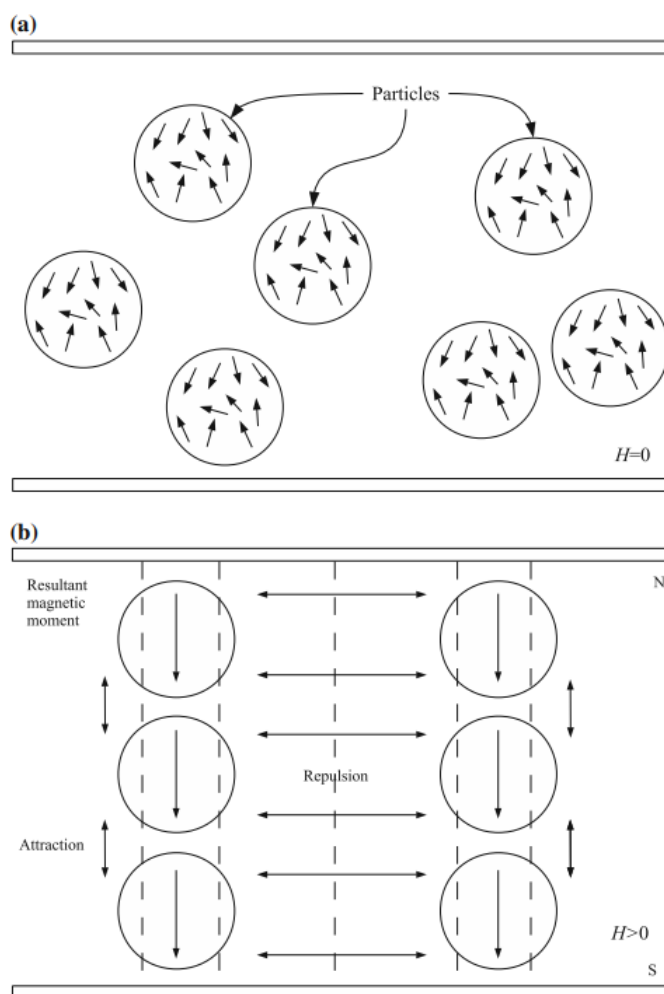 (a)
Particles
H=0
(b)
Resultant
magnetic
moment
N
Repulsion
Attraction
H>0
S